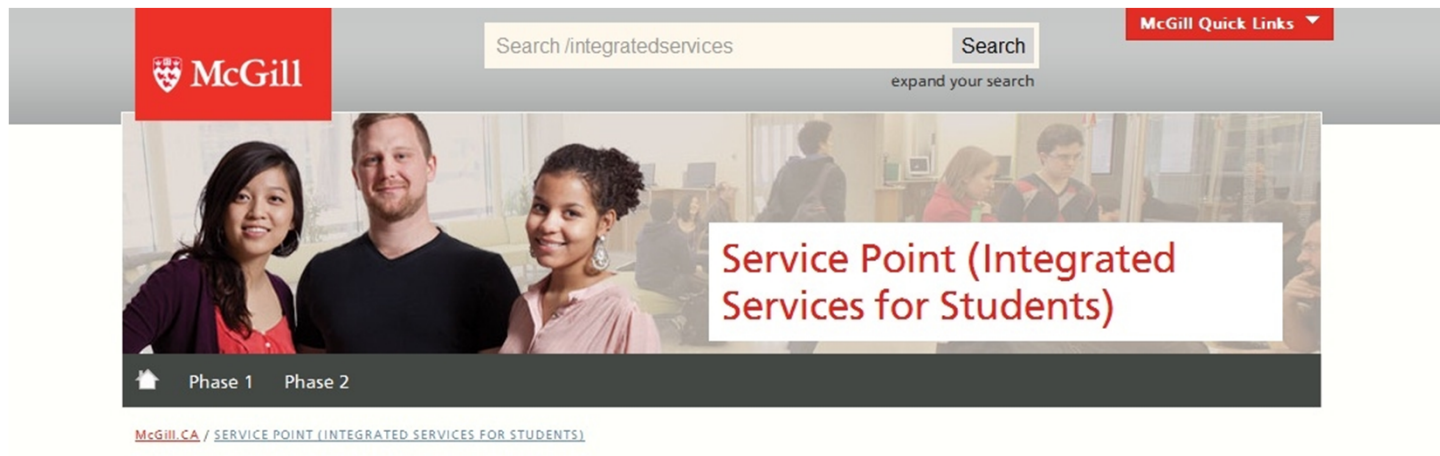 McGill
Search /integratedservices
Search
McGill Quick Links
expand your search
Service Point (Integrated
Services for Students)
Phase 1 Phase 2
McGill.CA / SERVICE POINT (INTEGRATED SERVICES FOR STUDENTS)